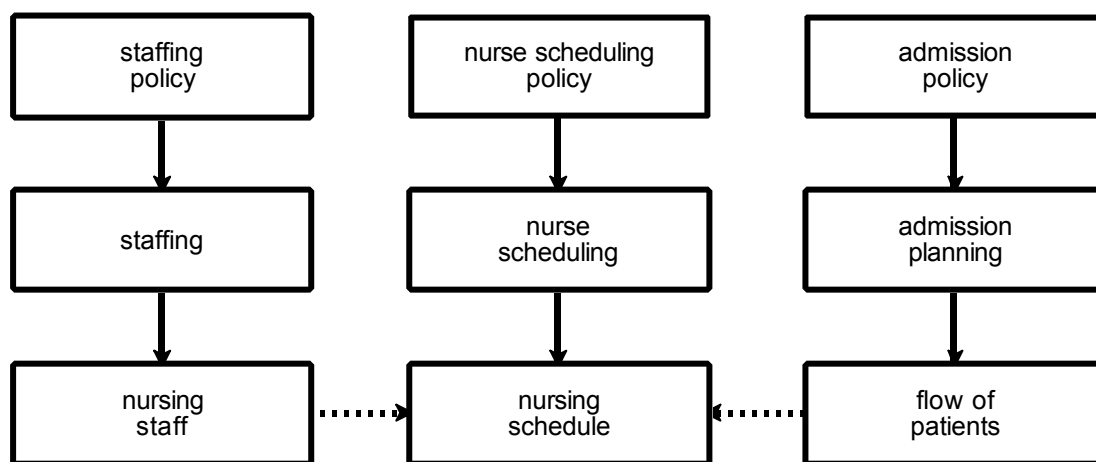 staffing
policy
nurse scheduling
policy
admission
policy
staffing
nurse
scheduling
admission
planning
nursing
staff
nursing
schedule
flow of
patients